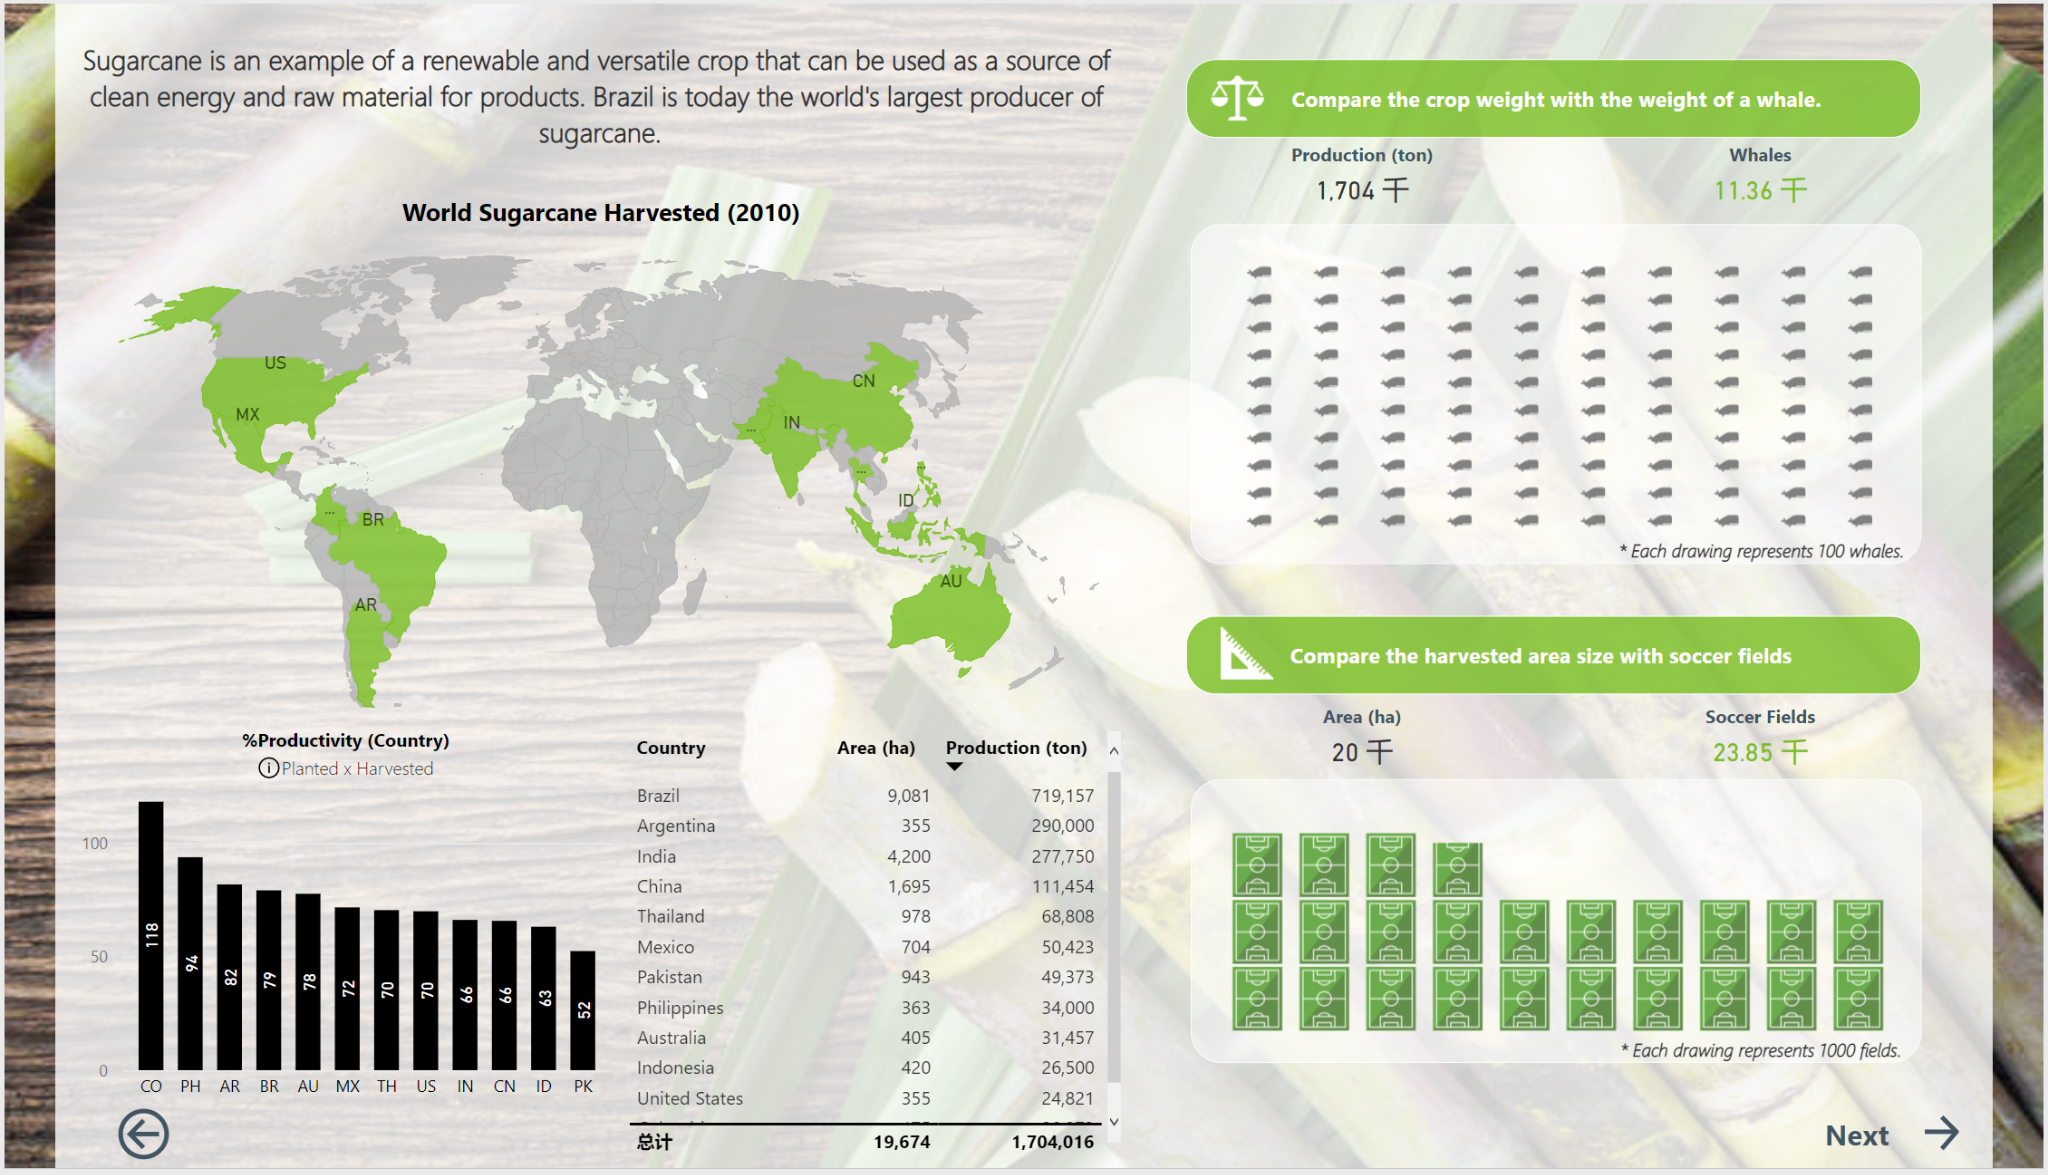 Sugarcane is an example of a renewable and versatile crop that can be used as a source of
clean energy and raw material for products. Brazil is today the world's largest producer of
sugarcane.
World Sugarcane Harvested (2010)
US
MX
CN
IN
...
...
...
ID
...
BR
AU
AR
%Productivity (Country)
Planted x Harvested
100
50
0
118
94
82
79
78
72
70
70
66
66
63
52
CO PH AR BR AU MX TH US IN CN ID PK
Country Area (ha) Production (ton)
Brazil 9,081 719,157
Argentina 355 290,000
India 4,200 277,750
China 1,695 111,454
Thailand 978 68,808
Mexico 704 50,423
Pakistan 943 49,373
Philippines 363 34,000
Australia 405 31,457
Indonesia 420 26,500
United States 355 24,821
总计 19,674 1,704,016
Compare the crop weight with the weight of a whale.
Production (ton) Whales
1,704 千 11.36 千
* Each drawing represents 100 whales.
Compare the harvested area size with soccer fields
Area (ha) Soccer Fields
20 千 23.85 千
* Each drawing represents 1000 fields.
Next